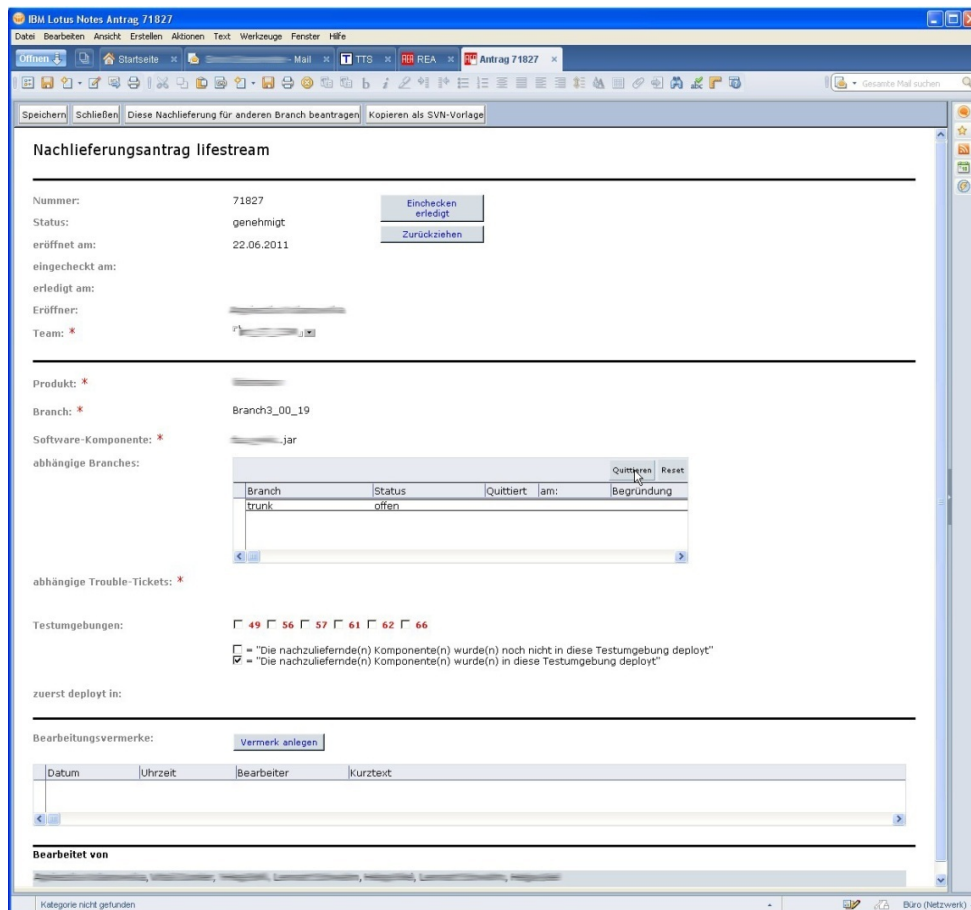 IBM Lotus Notes Antrag 71827
Datei Bearbeiten Ansicht Erstellen Aktionen Text Werkzeuge Fenster Hilfe
Öffnen Startseite - Mail TTS REA Antrag 71827
Gesamte Mail suchen
Speichern Schließen Diese Nachlieferung für anderen Branch beantragen Kopieren als SVN-Vorlage
Nachlieferungsantrag lifestream
Nummer: 71827 Einchecken erledigt
Status: genehmigt
Zurückziehen
eröffnet am: 22.06.2011
eingecheckt am:
erledigt am:
Eröffner:
Team: *
Produkt: *
Branch: * Branch3_00_19
Software-Komponente: * .jar
abhängige Branches:
Quittieren Reset
Branch Status Quittiert am: Begründung
trunk offen
abhängige Trouble-Tickets: *
Testumgebungen: 49 56 57 61 62 66
= "Die nachzuliefernde(n) Komponente(n) wurde(n) noch nicht in diese Testumgebung deployt"
= "Die nachzuliefernde(n) Komponente(n) wurde(n) in diese Testumgebung deployt"
zuerst deployt in:
Bearbeitungsvermerke: Vermerk anlegen
Datum Uhrzeit Bearbeiter Kurztext
Bearbeitet von
Kategorie nicht gefunden Büro (Netzwerk)